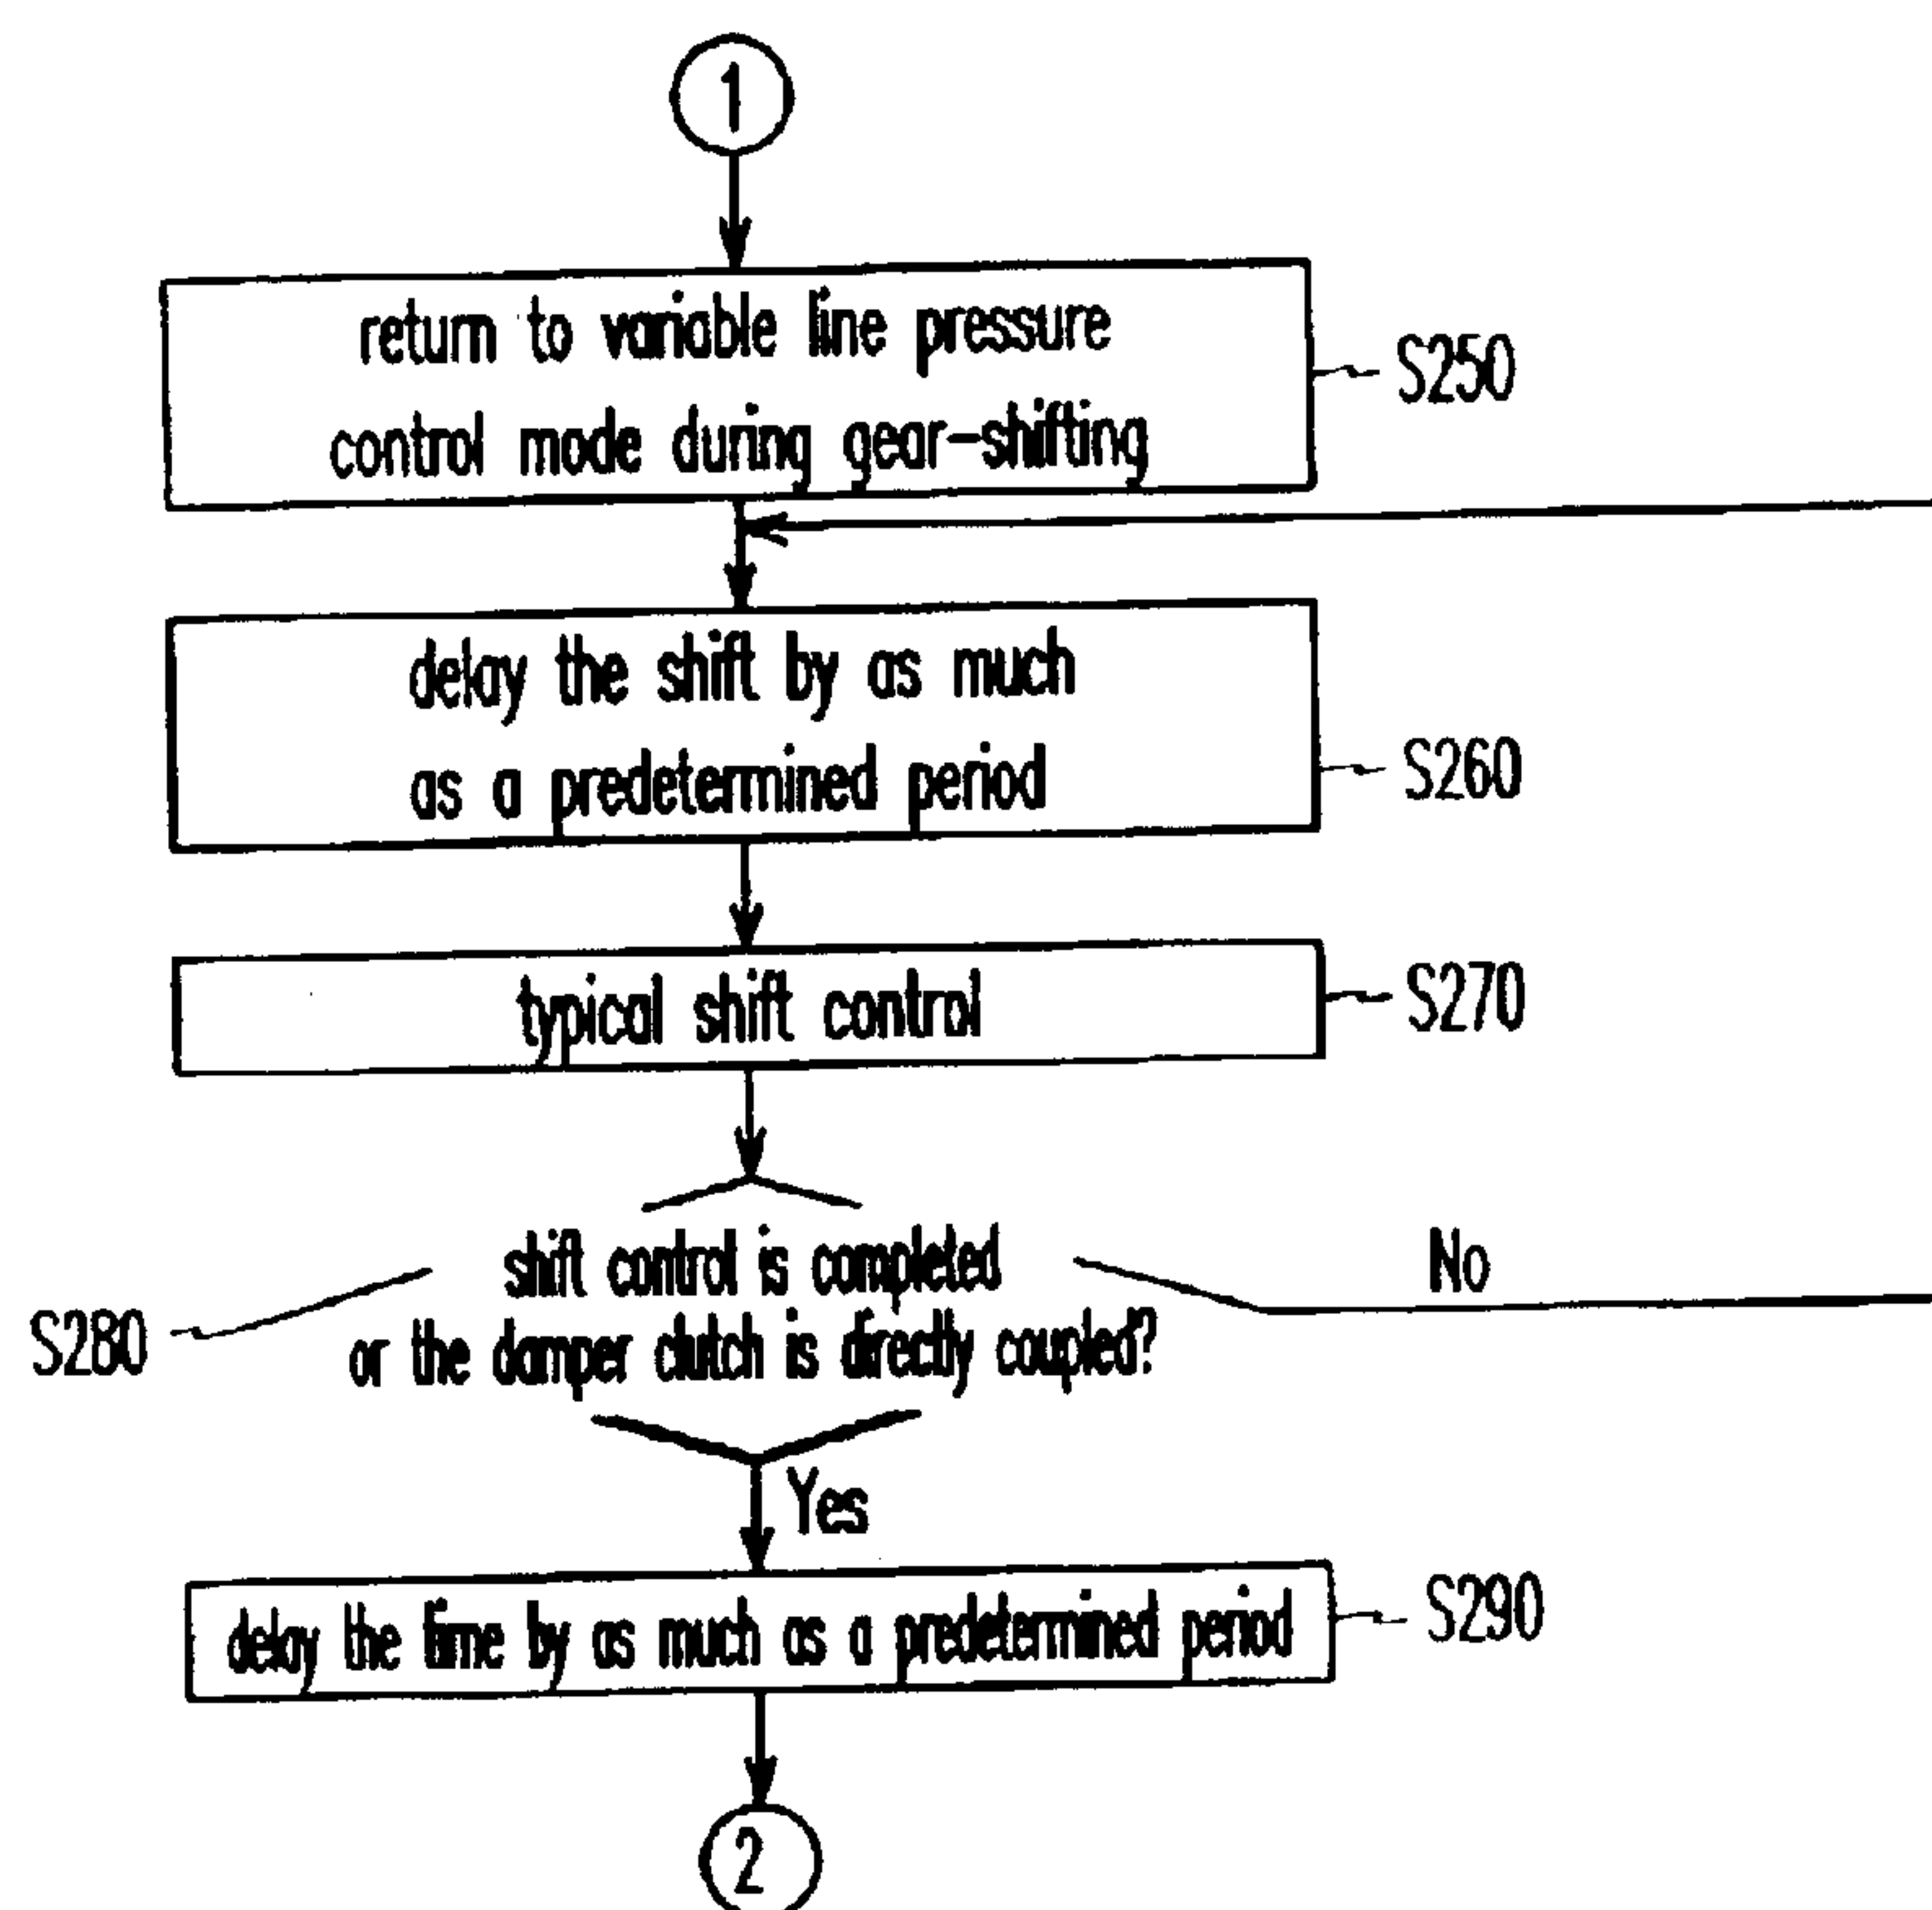 1
return to variable line pressure
control mode during gear-shifting
S250
delay the shift by as much
as a predetermined period
S260
typical shift control
S270
shift control is completed
or the damper clutch is directly coupled?
No
S280
Yes
delay the time by as much as a predetermined period
S290
2